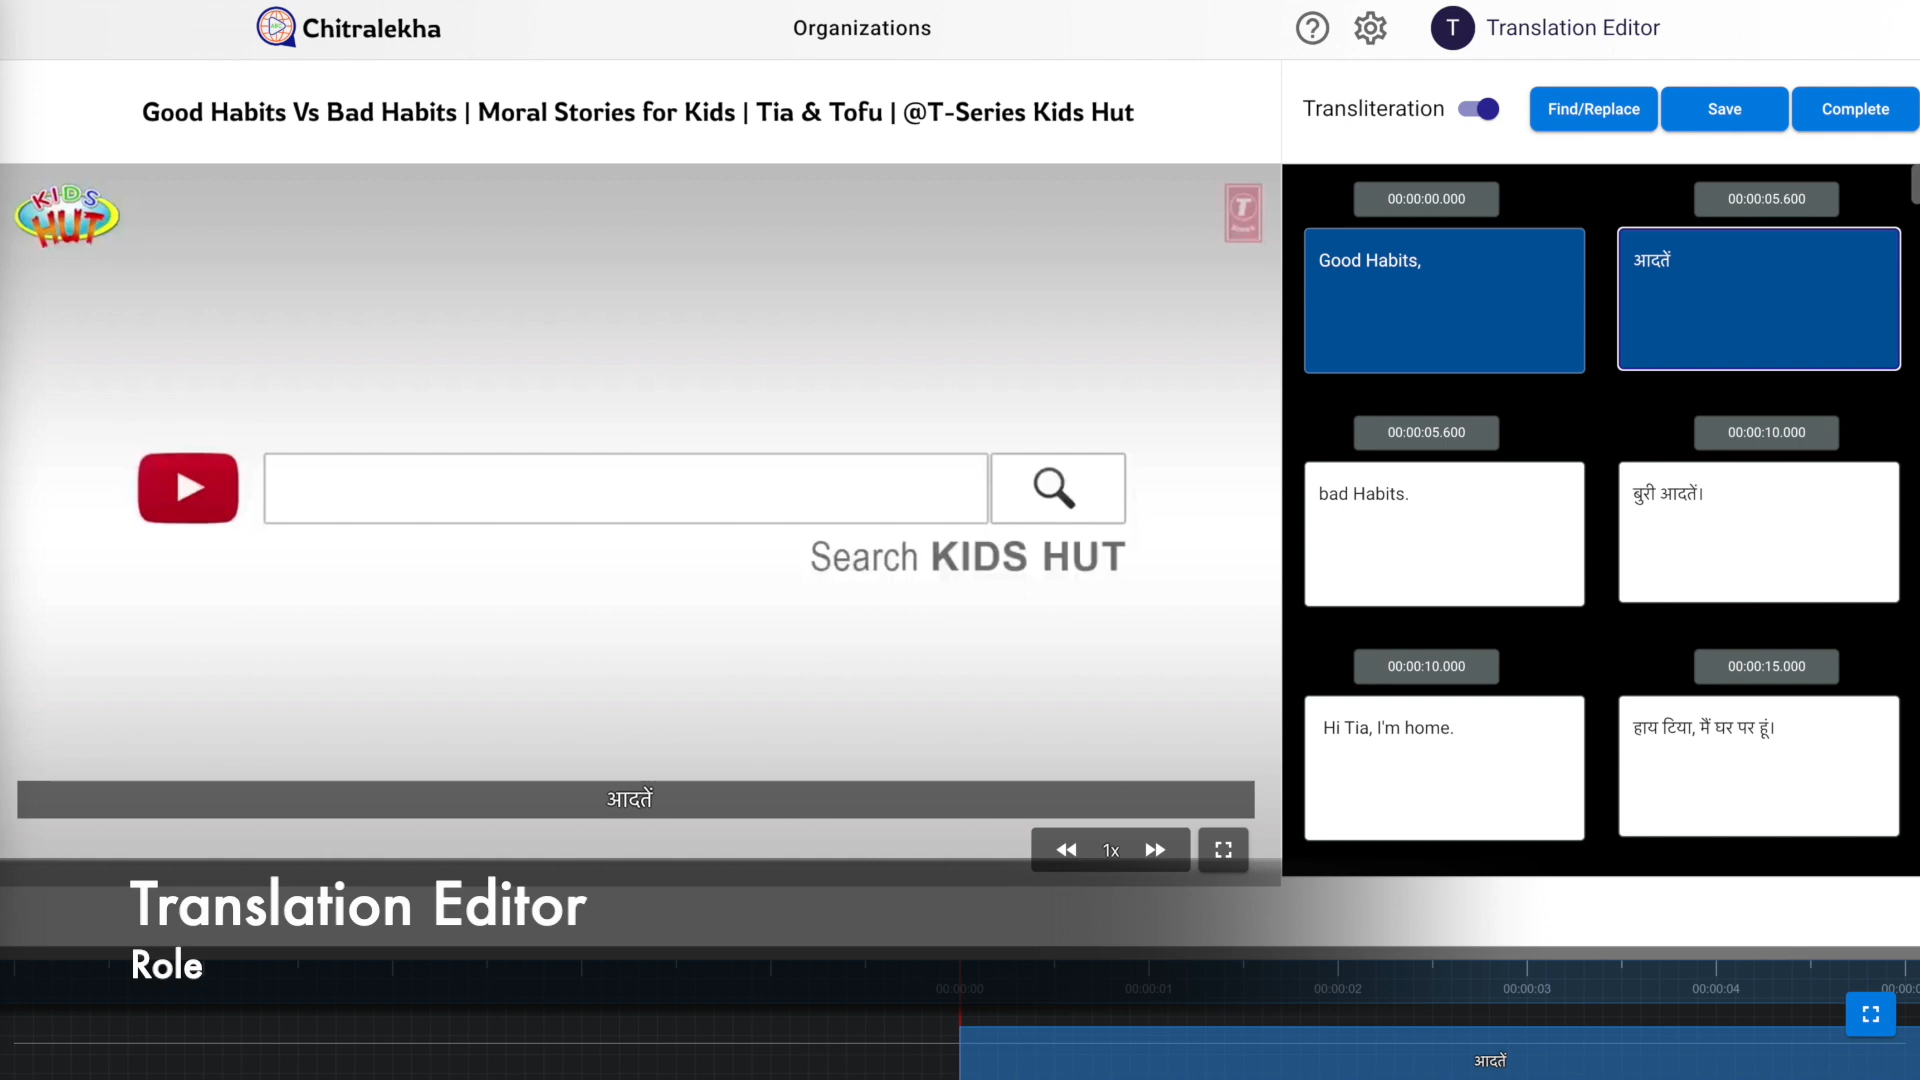 Chitralekha
Organizations
T Translation Editor
Good Habits Vs Bad Habits | Moral Stories for Kids | Tia & Tofu | @T-Series Kids Hut
Transliteration
Find/Replace
Save
Complete
KIDS
HUT
T
Search KIDS HUT
आदतें
1x
00:00:00.000
00:00:05.600
Good Habits,
आदतें
00:00:05.600
00:00:10.000
bad Habits.
बुरी आदतें।
00:00:10.000
00:00:15.000
Hi Tia, I'm home.
हाय टिया, मैं घर पर हूं।
Translation Editor
Role
00:00:00
00:00:01
00:00:02
00:00:03
00:00:04
आदतें